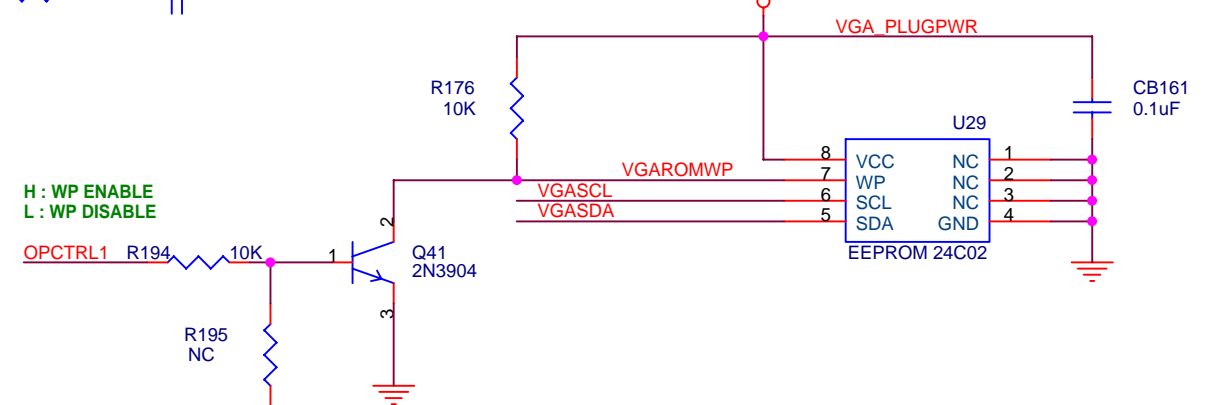 VGA_PLUGPWR
R176
10K
CB161
0.1uF
U29
8 VCC NC 1
7 WP NC 2
6 SCL NC 3
5 SDA GND 4
EEPROM 24C02
VGAROMWP
VGASCL
VGASDA
H : WP ENABLE
L : WP DISABLE
OPCTRL1 R194 10K
1
2
3
Q41
2N3904
R195
NC